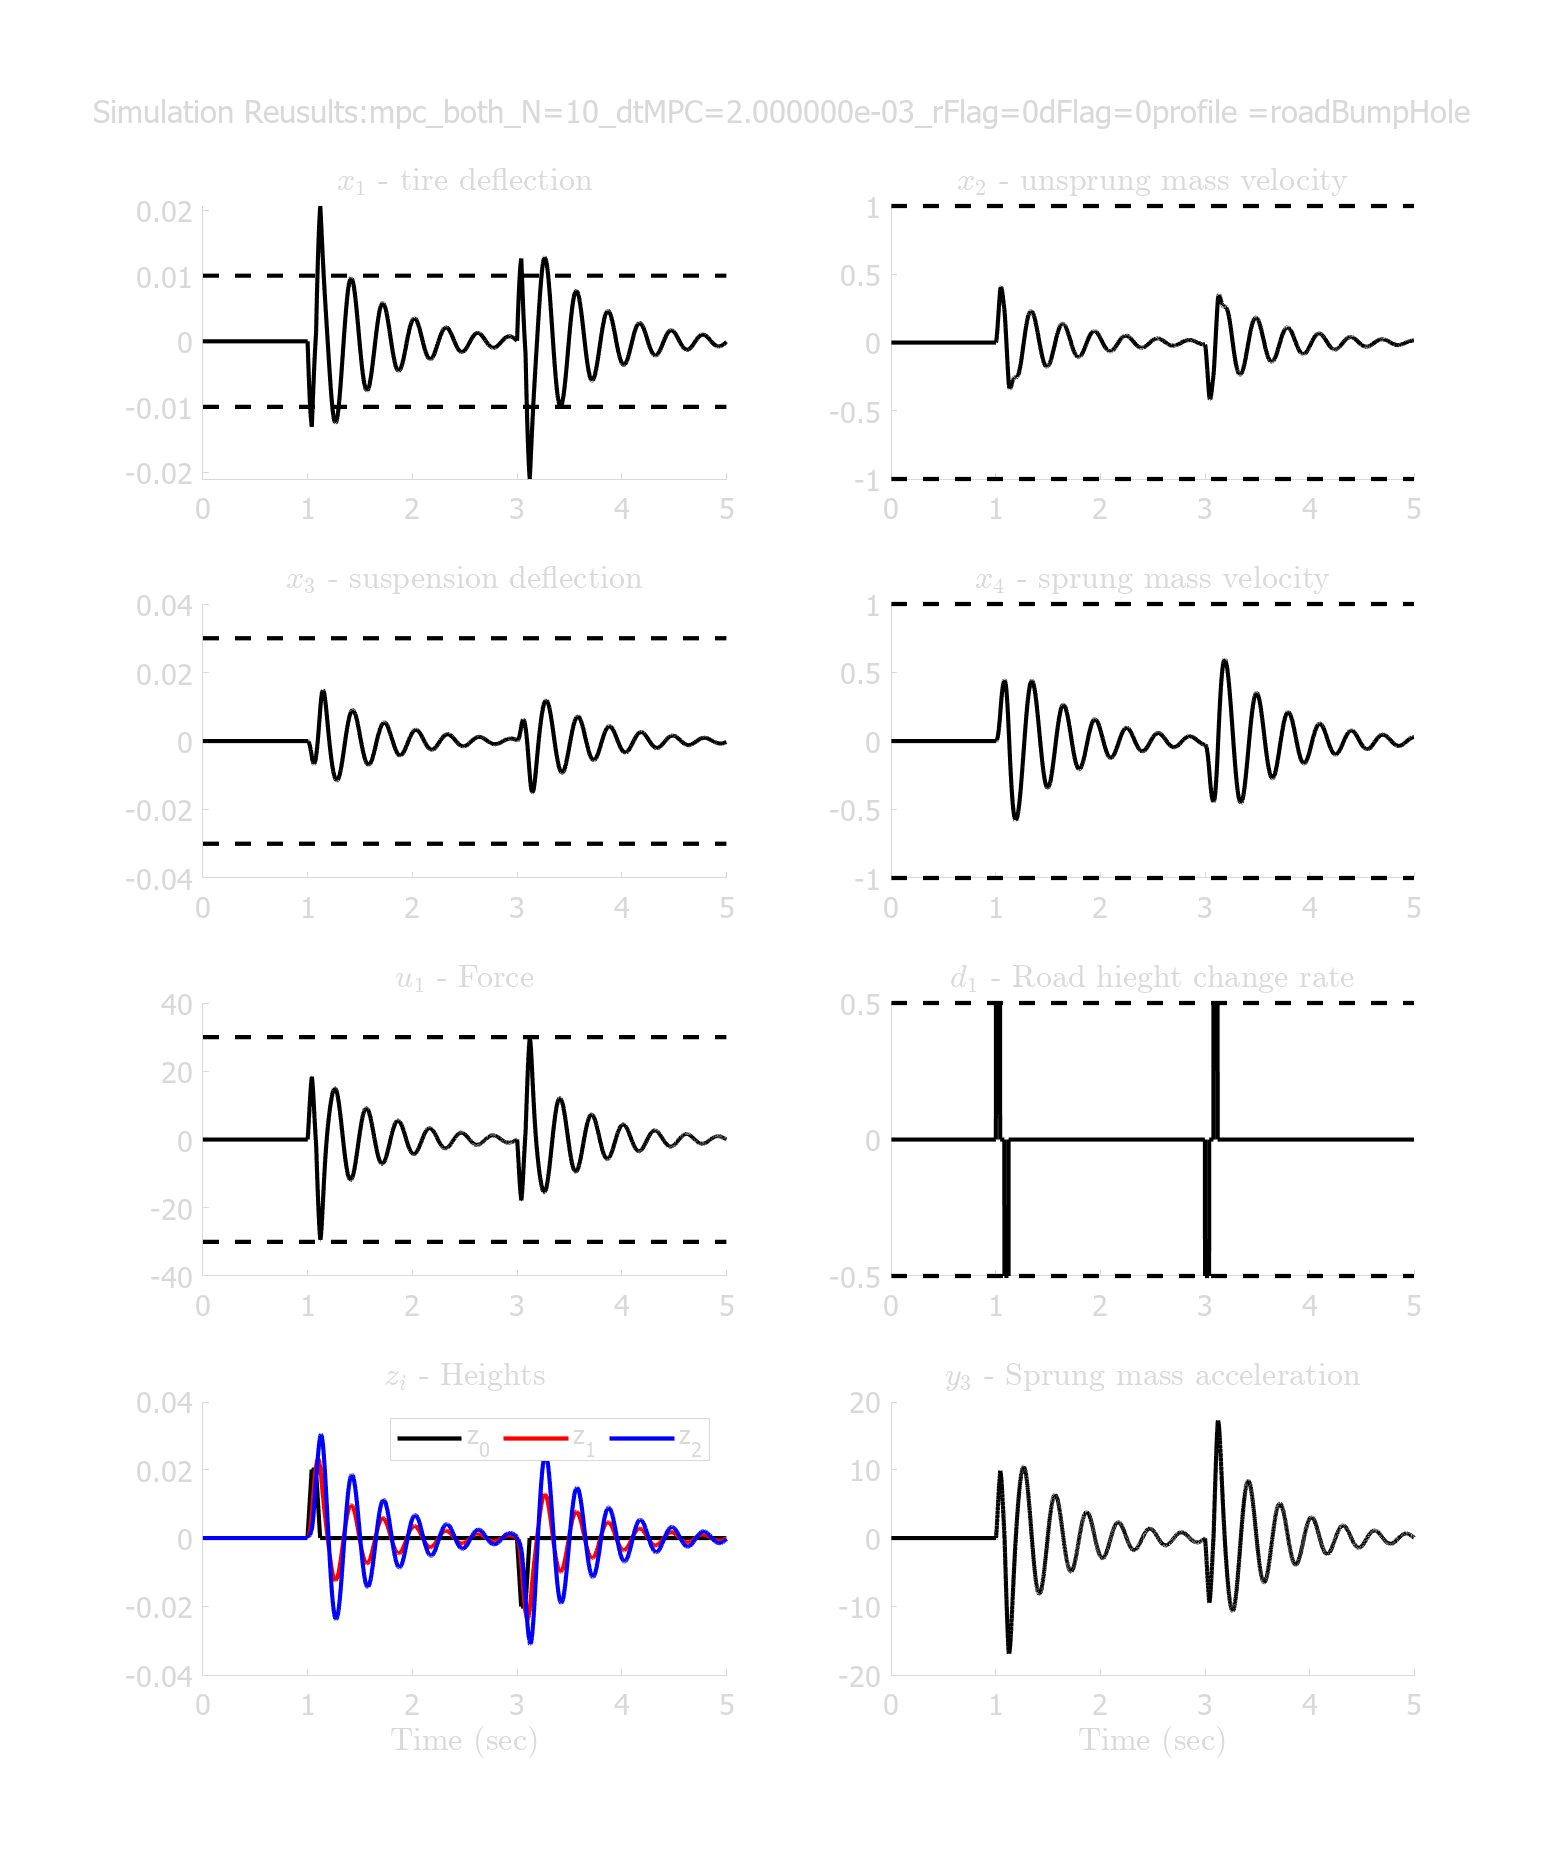 Simulation Reusults:mpc_both_N=10_dtMPC=2.000000e-03_rFlag=0dFlag=0profile =roadBumpHole
x1 - tire deflection
0.02
0.01
0
-0.01
-0.02
0 1 2 3 4 5
x2 - unsprung mass velocity
1
0.5
0
-0.5
-1
0 1 2 3 4 5
x3 - suspension deflection
0.04
0.02
0
-0.02
-0.04
0 1 2 3 4 5
x4 - sprung mass velocity
1
0.5
0
-0.5
-1
0 1 2 3 4 5
u1 - Force
40
20
0
-20
-40
0 1 2 3 4 5
d1 - Road hieght change rate
0.5
0
-0.5
0 1 2 3 4 5
zi - Heights
0.04
0.02
0
-0.02
-0.04
z0 z1 z2
0 1 2 3 4 5
Time (sec)
y3 - Sprung mass acceleration
20
10
0
-10
-20
0 1 2 3 4 5
Time (sec)